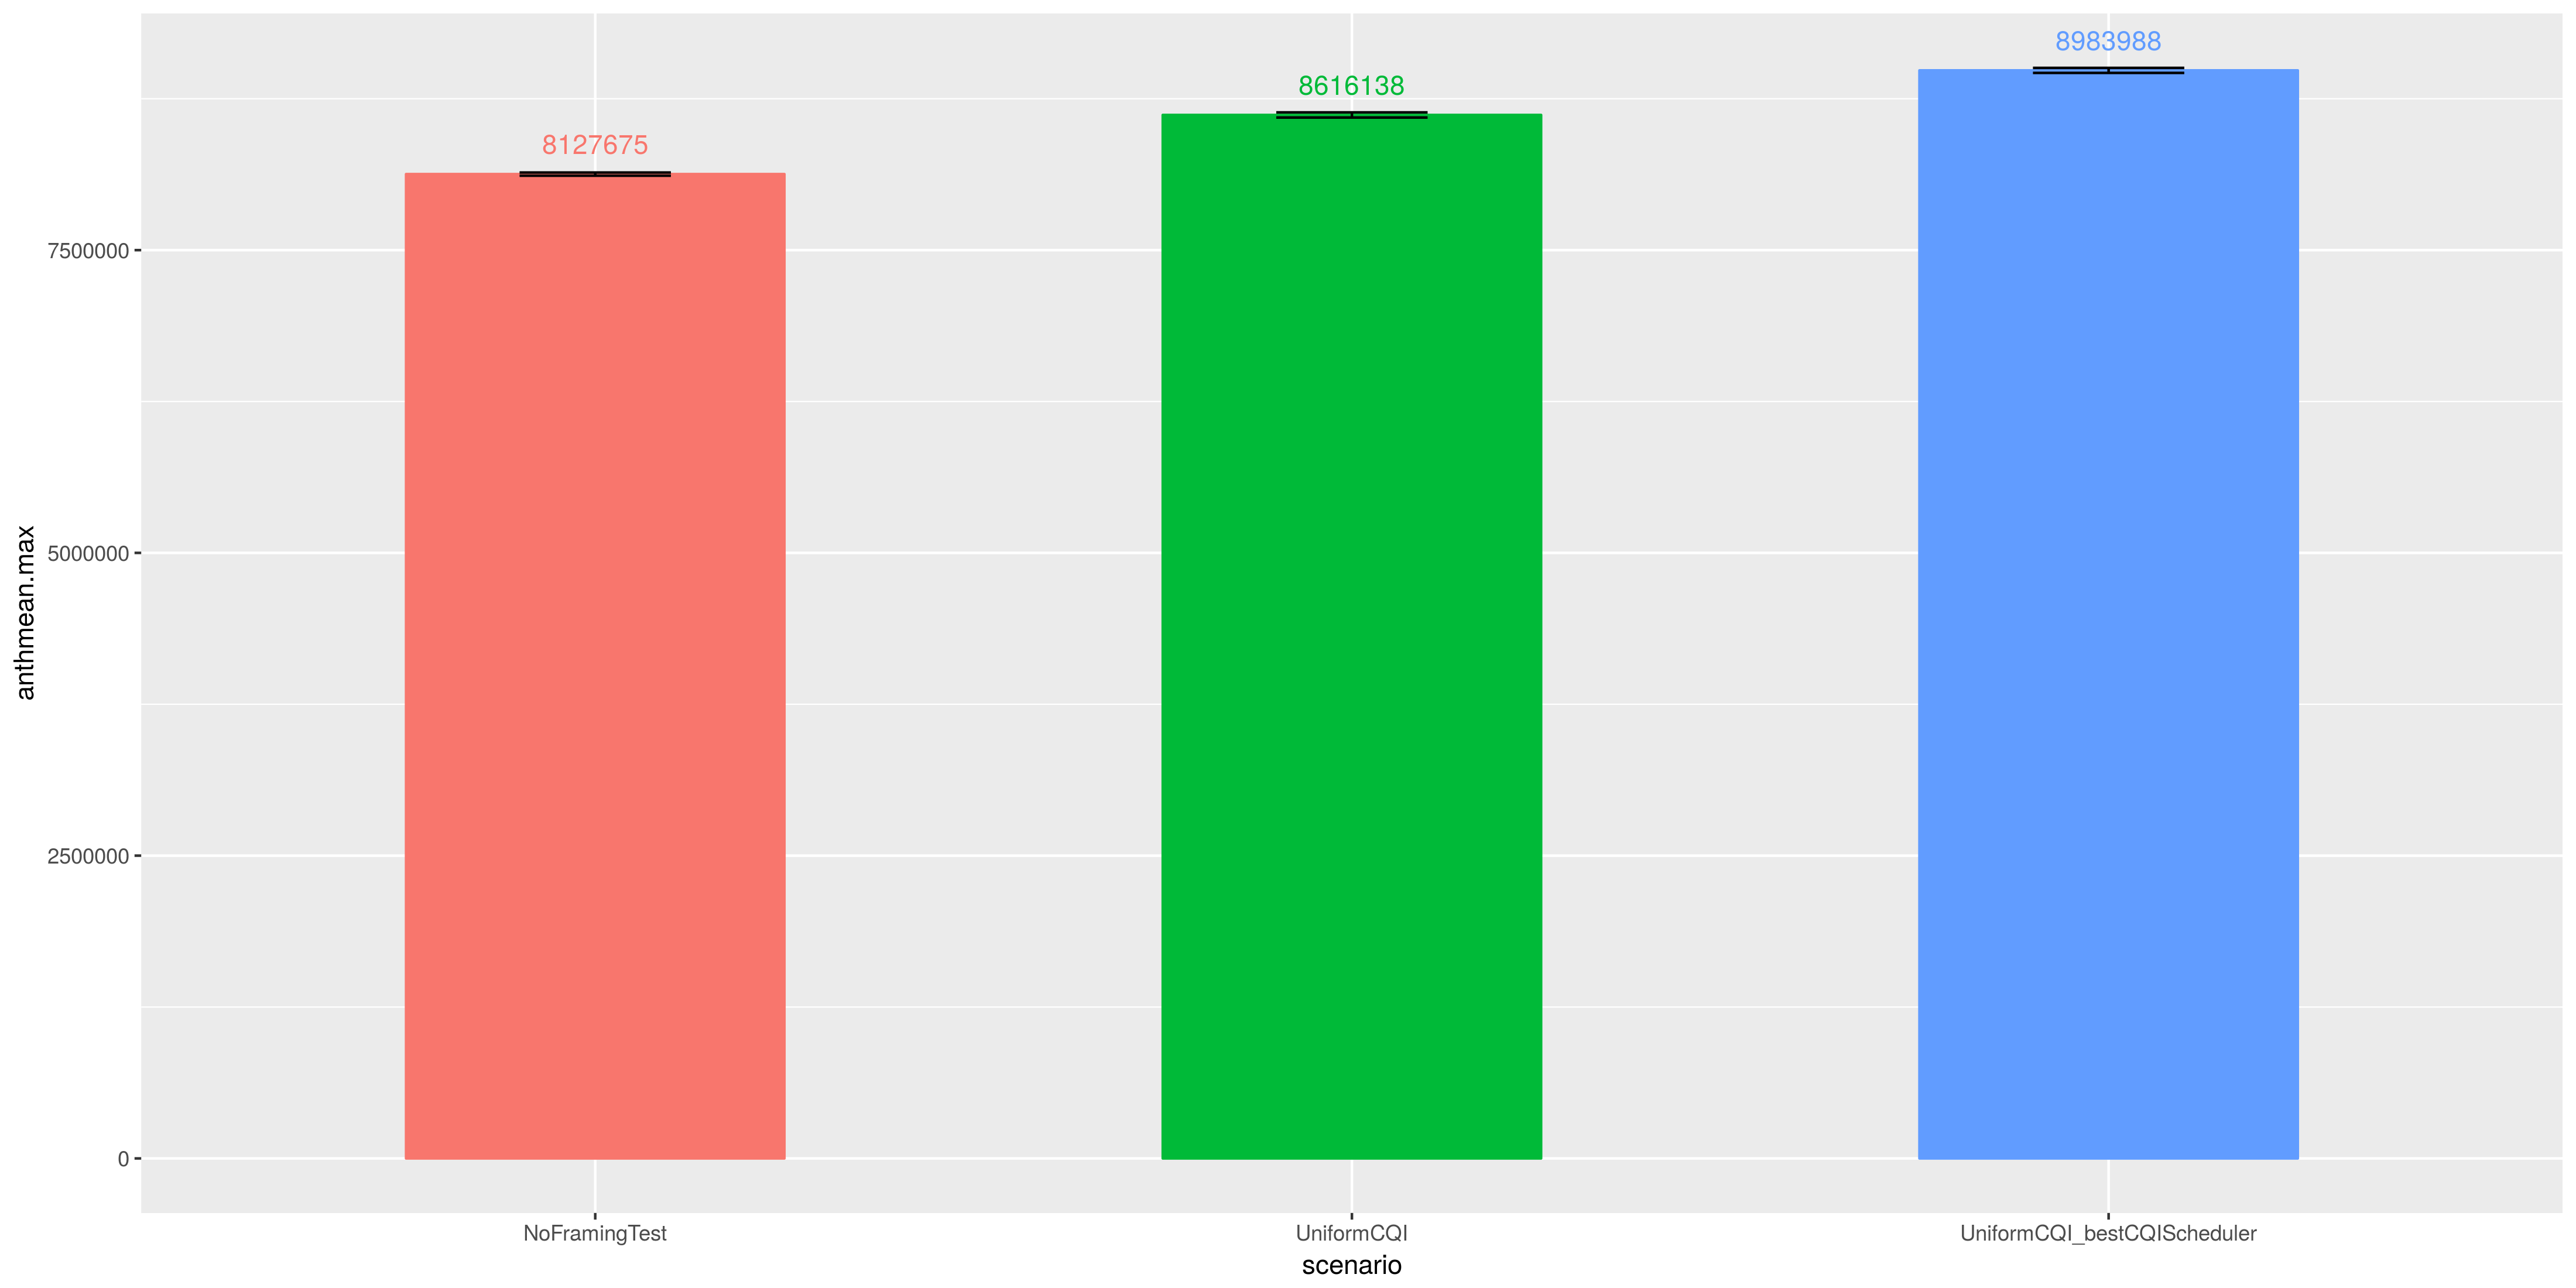 8983988
8616138
8127675
7500000
5000000
2500000
0
anthmean.max
NoFramingTest
UniformCQI
UniformCQI_bestCQIScheduler
scenario